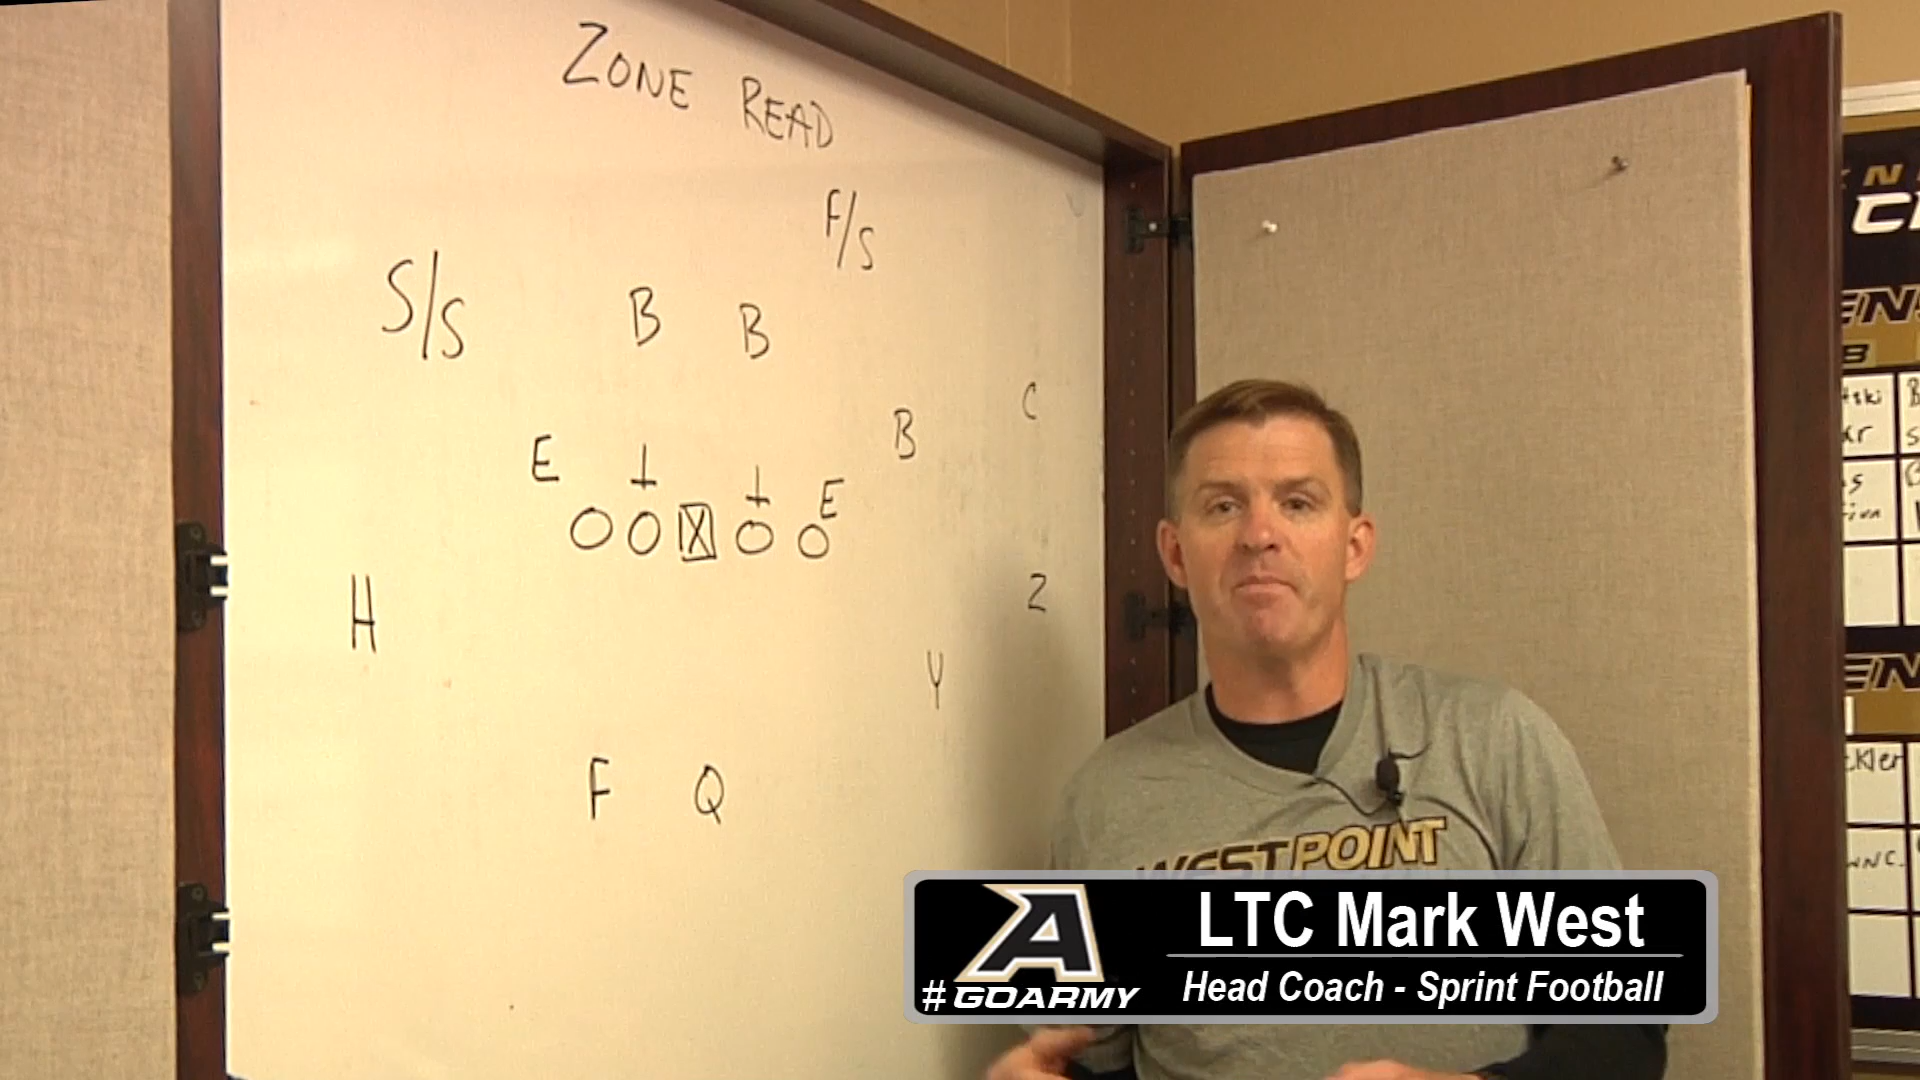 ZONE READ
F/S
S/S B B
B C
E T T E
O O X O O
H
Z
Y
F Q
WEST POINT
LTC Mark West
#GOARMY
Head Coach - Sprint Football